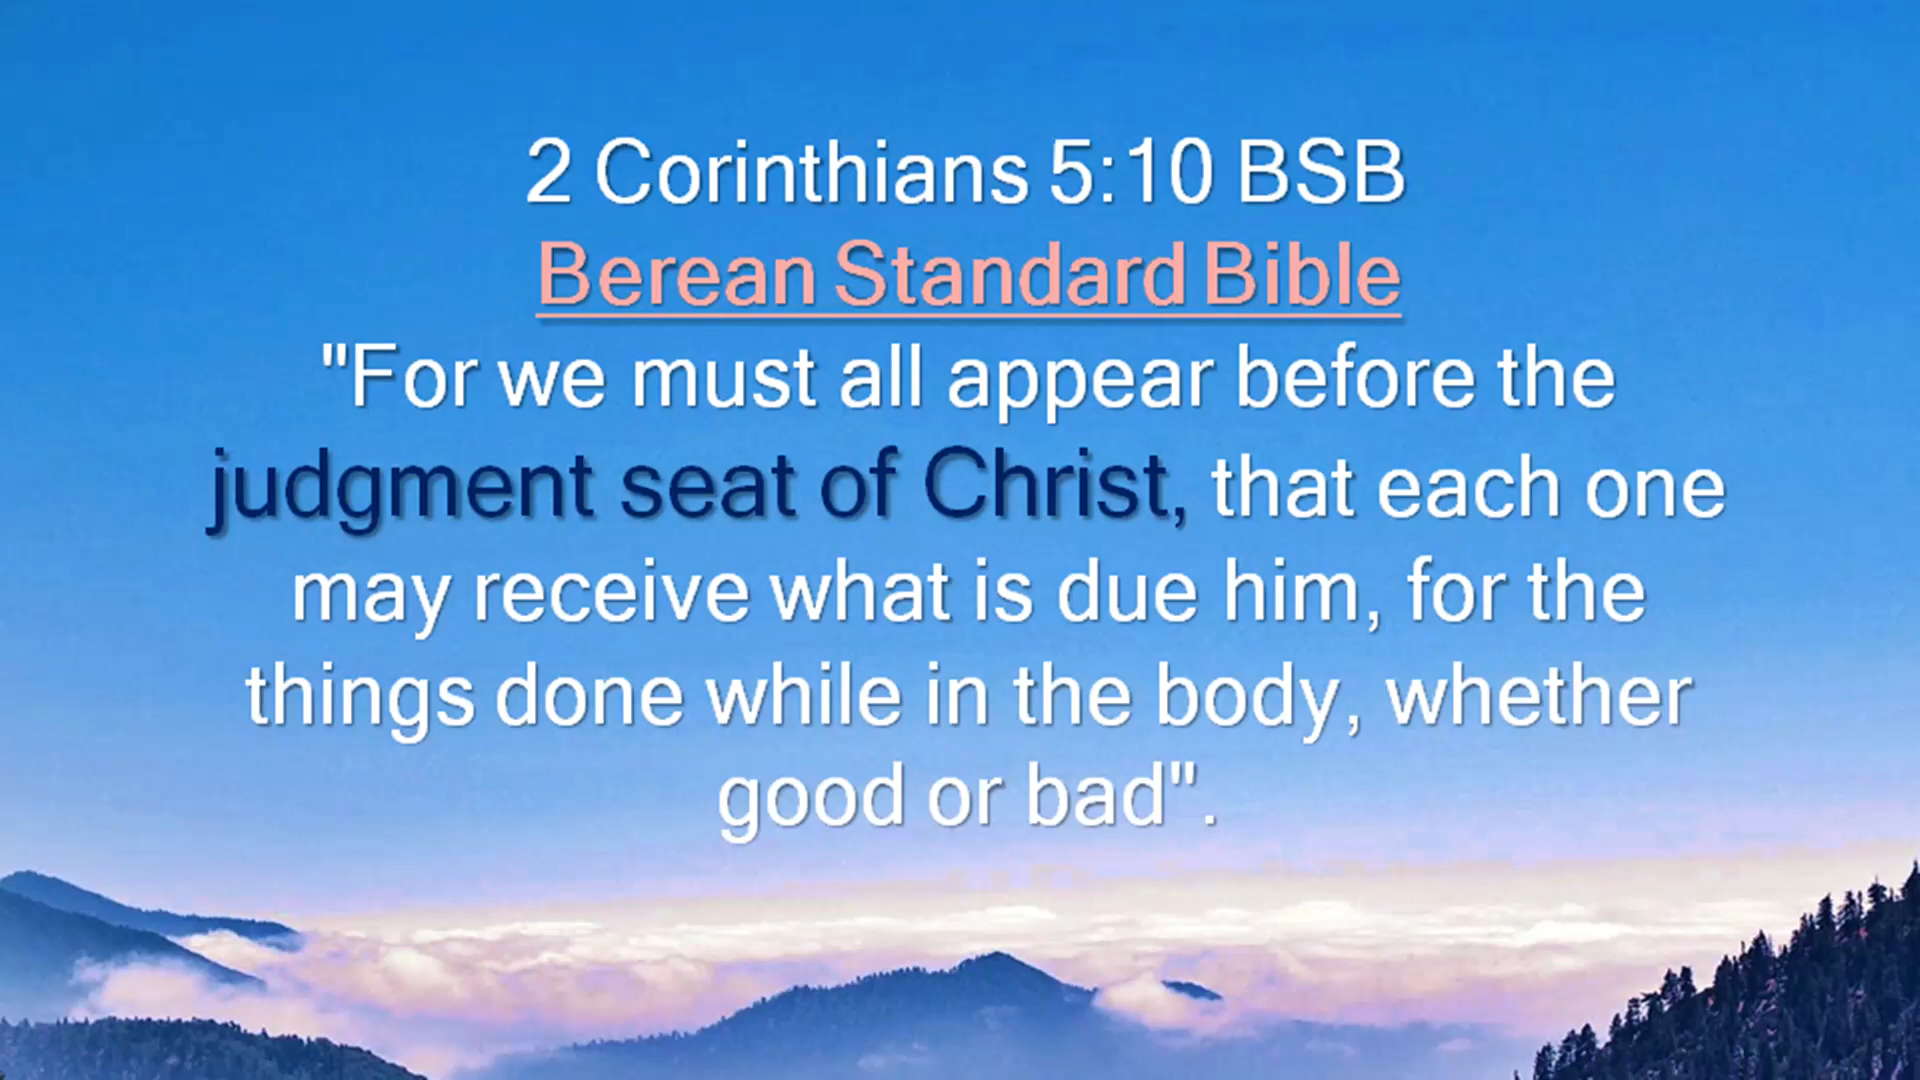 2 Corinthians 5:10 BSB
Berean Standard Bible
"For we must all appear before the
judgment seat of Christ, that each one
may receive what is due him, for the
things done while in the body, whether
good or bad".